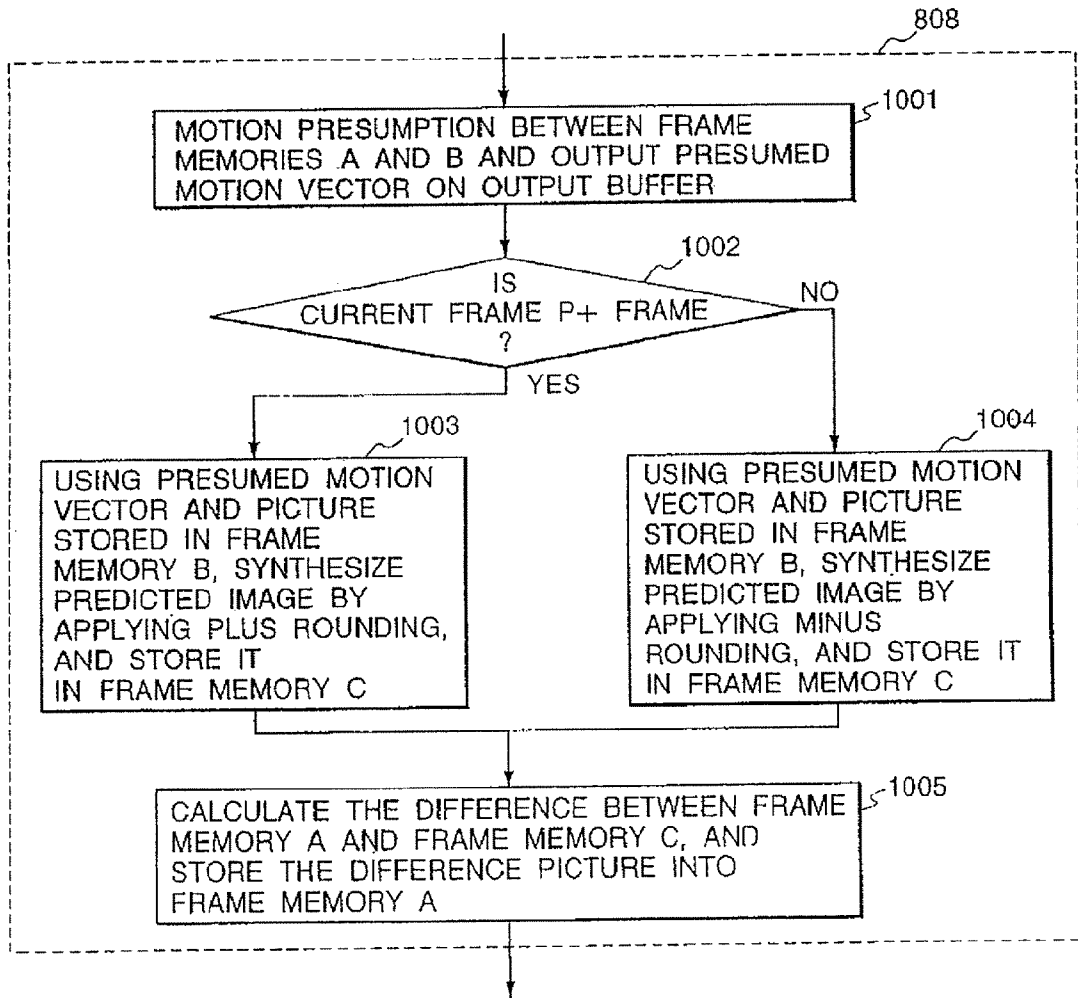 808
1001
MOTION PRESUMPTION BETWEEN FRAME
MEMORIES A AND B AND OUTPUT PRESUMED
MOTION VECTOR ON OUTPUT BUFFER
1002
IS
CURRENT FRAME P+ FRAME
?
NO
YES
1003
USING PRESUMED MOTION
VECTOR AND PICTURE
STORED IN FRAME
MEMORY B, SYNTHESIZE
PREDICTED IMAGE BY
APPLYING PLUS ROUNDING,
AND STORE IT
IN FRAME MEMORY C
1004
USING PRESUMED MOTION
VECTOR AND PICTURE
STORED IN FRAME
MEMORY B, SYNTHESIZE
PREDICTED IMAGE BY
APPLYING MINUS
ROUNDING, AND STORE IT
IN FRAME MEMORY C
1005
CALCULATE THE DIFFERENCE BETWEEN FRAME
MEMORY A AND FRAME MEMORY C, AND
STORE THE DIFFERENCE PICTURE INTO
FRAME MEMORY A